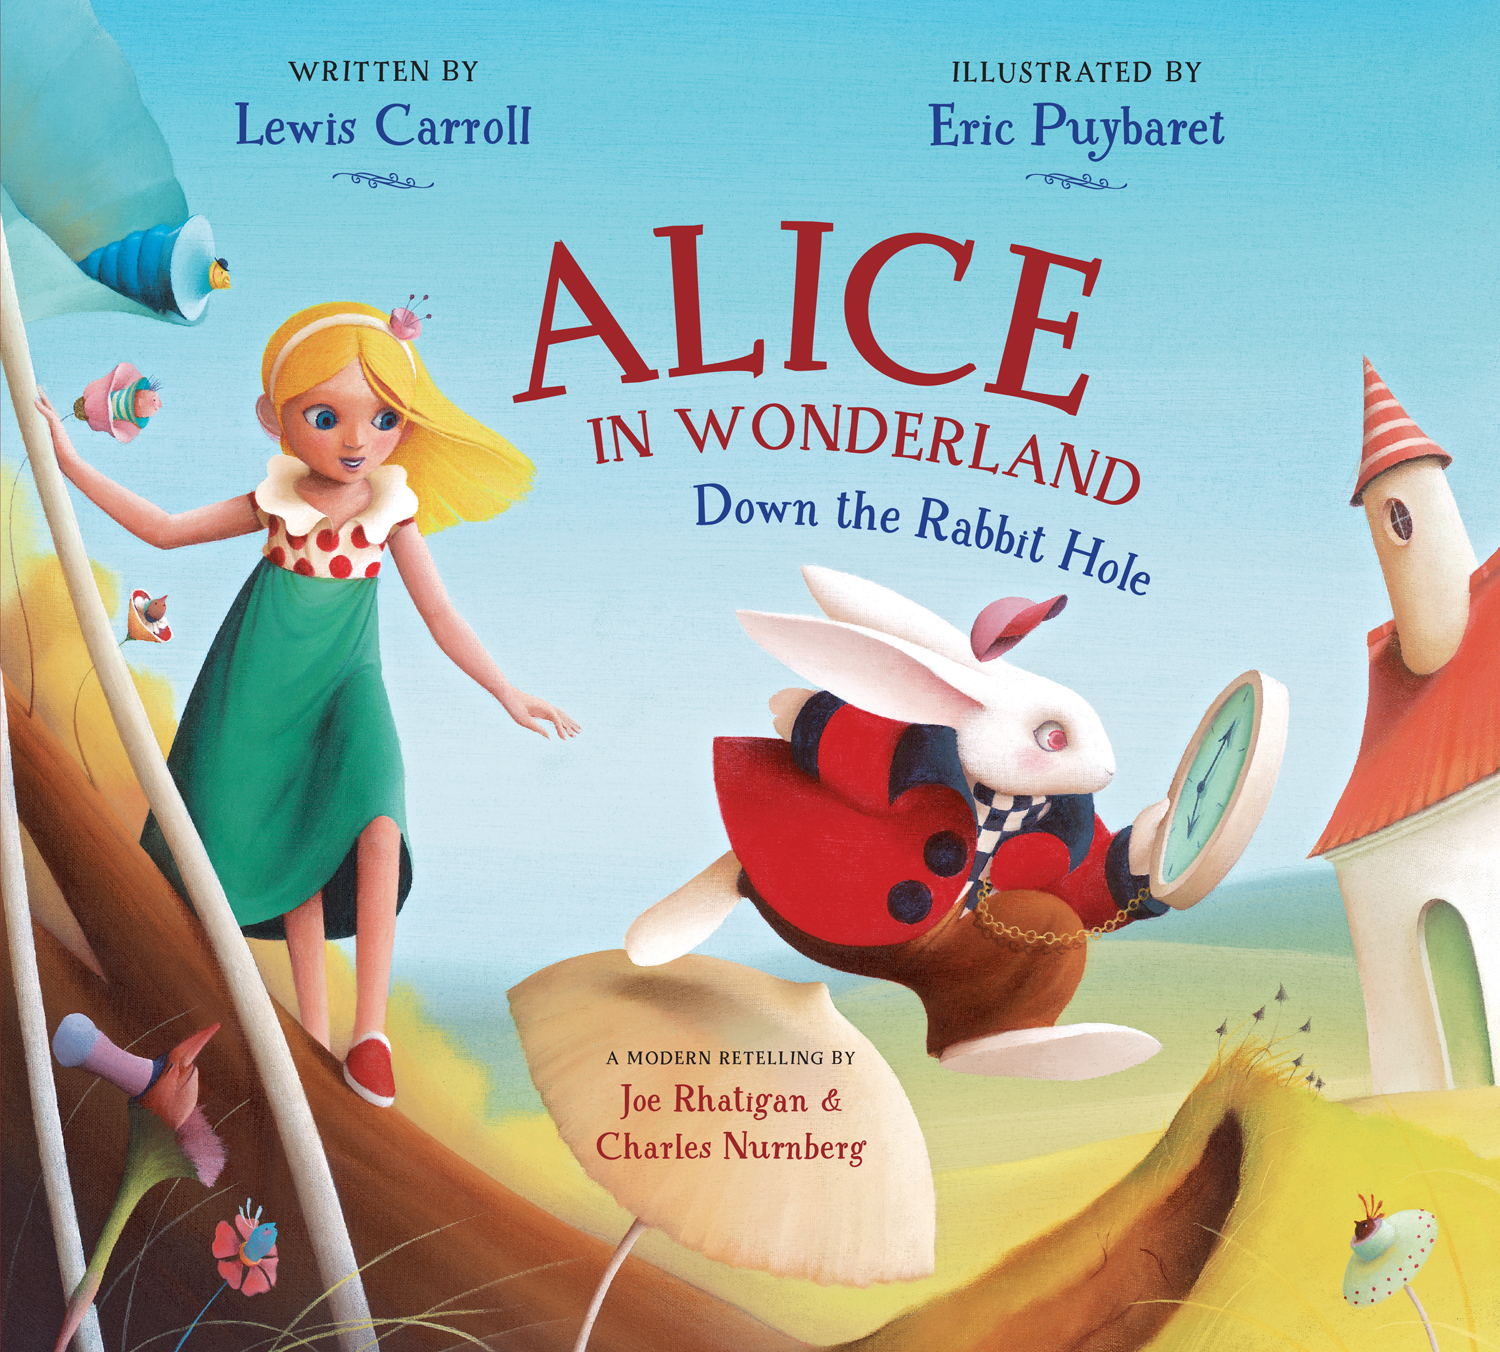 WRITTEN BY
Lewis Carroll
ILLUSTRATED BY
Eric Puybaret
ALICE
IN WONDERLAND
Down the Rabbit Hole
A MODERN RETELLING BY
Joe Rhatigan &
Charles Nurnberg